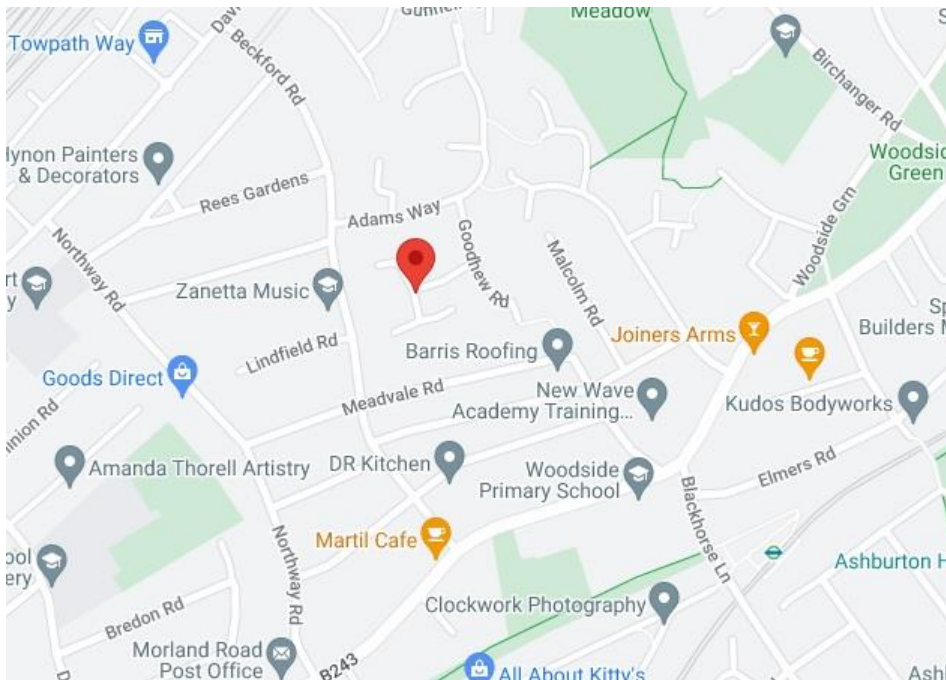 Meadow
Towpath Way
Beckford Rd
Birchanger Rd
Painters
& Decorators
Rees Gardens
Green
Adams Way
Woodside Grn
Northway Rd
Goodhew Rd
Malcolm Rd
Zanetta Music
Joiners Arms
Lindfield Rd
Barris Roofing
Goods Direct
Meadvale Rd
New Wave
Academy Training...
Kudos Bodyworks
Amanda Thorell Artistry
DR Kitchen
Woodside
Primary School
Elmers Rd
Martil Cafe
Blackhorse Ln
Northway Rd
Clockwork Photography
Bredon Rd
Morland Road
Post Office
B243
All About Kitty's